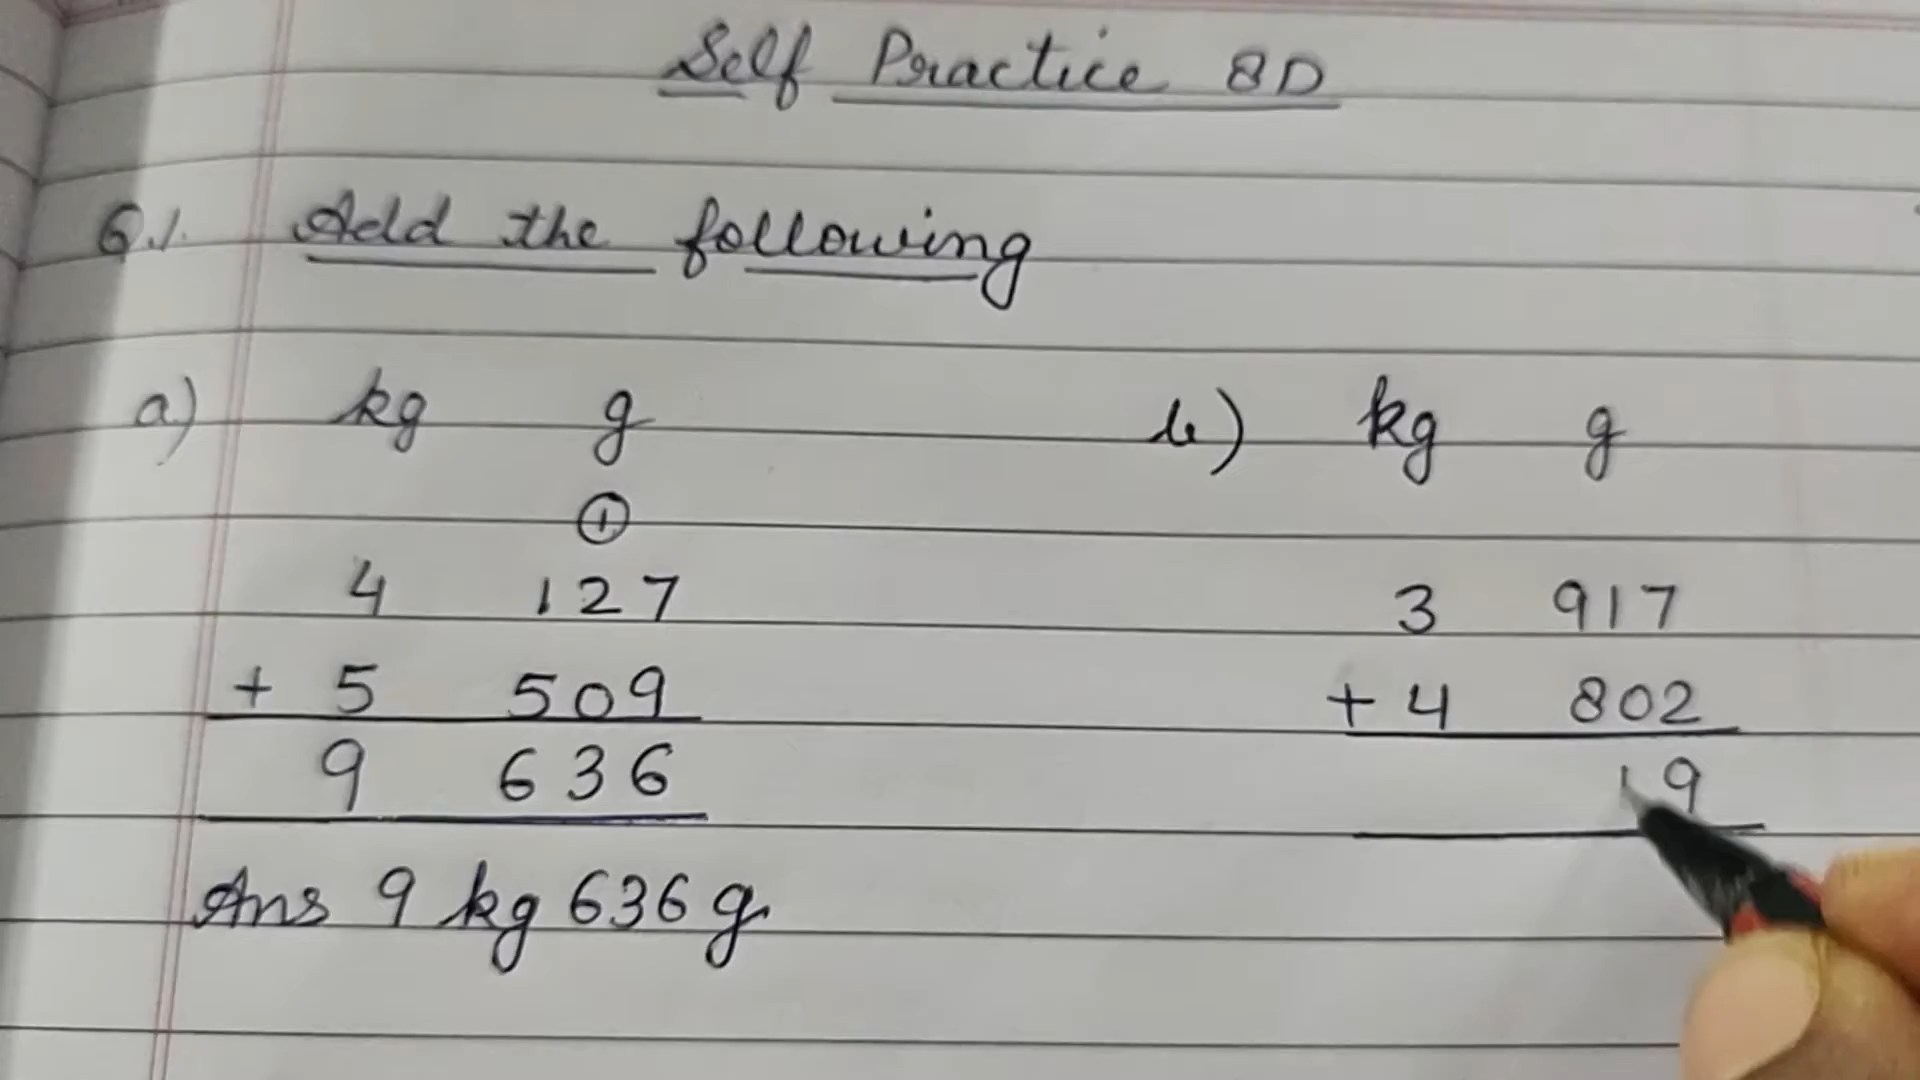 Self Practice 8D
Q.1. Add the following
a) kg g
①
4 127
+ 5 509
9 636
Ans 9 kg 636 g
b) kg g
3 917
+ 4 802
19